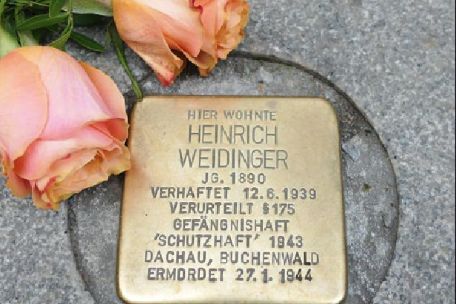 HIER WOHNTE
HEINRICH
WEIDINGER
JG. 1890
VERHAFTET 12.6.1939
VERURTEILT §175
GEFÄNGNISHAFT
'SCHUTZHAFT' 1943
DACHAU, BUCHENWALD
ERMORDET 27.1.1944